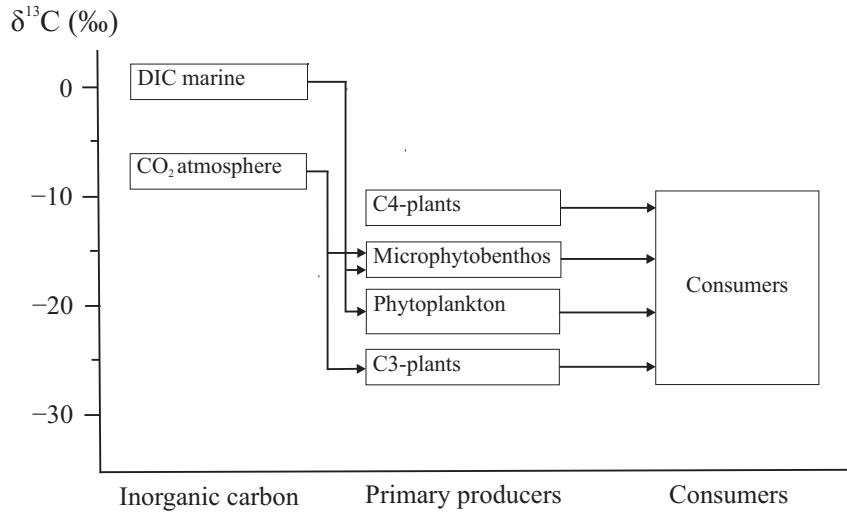 δ¹³C (‰)
0
−10
−20
−30
DIC marine
CO₂ atmosphere
C4-plants
Microphytobenthos
Phytoplankton
C3-plants
Consumers
Inorganic carbon
Primary producers
Consumers